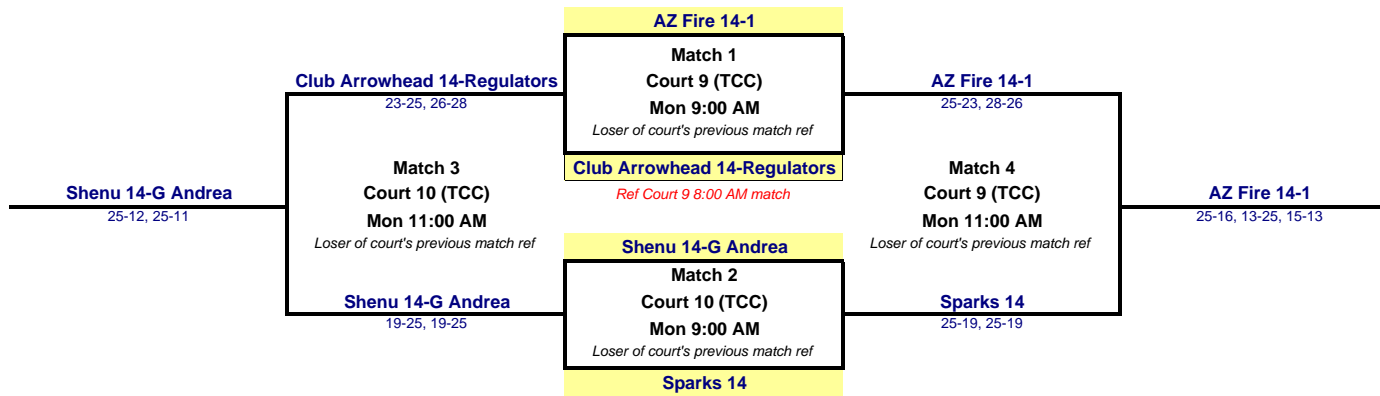 AZ Fire 14-1
Match 1
Court 9 (TCC)
Mon 9:00 AM
Loser of court's previous match ref
Club Arrowhead 14-Regulators
Ref Court 9 8:00 AM match
Club Arrowhead 14-Regulators
23-25, 26-28
AZ Fire 14-1
25-23, 28-26
Match 3
Court 10 (TCC)
Mon 11:00 AM
Loser of court's previous match ref
Match 4
Court 9 (TCC)
Mon 11:00 AM
Loser of court's previous match ref
Shenu 14-G Andrea
25-12, 25-11
AZ Fire 14-1
25-16, 13-25, 15-13
Shenu 14-G Andrea
Match 2
Court 10 (TCC)
Mon 9:00 AM
Loser of court's previous match ref
Sparks 14
Shenu 14-G Andrea
19-25, 19-25
Sparks 14
25-19, 25-19